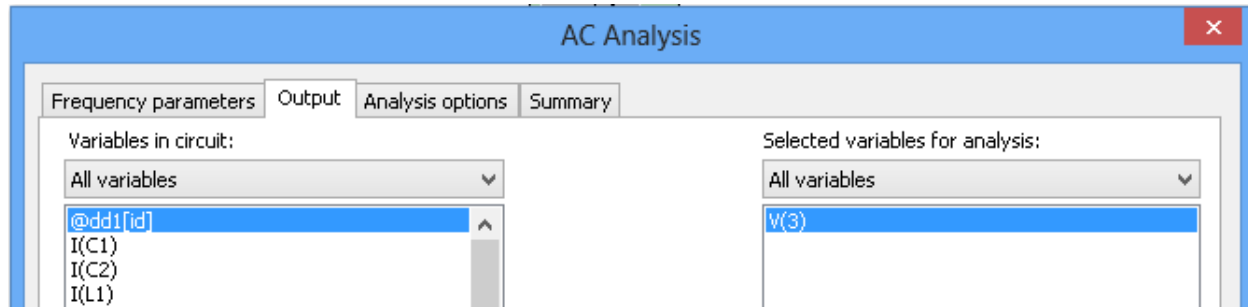 AC Analysis
Frequency parameters Output Analysis options Summary
Variables in circuit: Selected variables for analysis:
All variables All variables
@dd1[id] V(3)
I(C1)
I(C2)
I(L1)